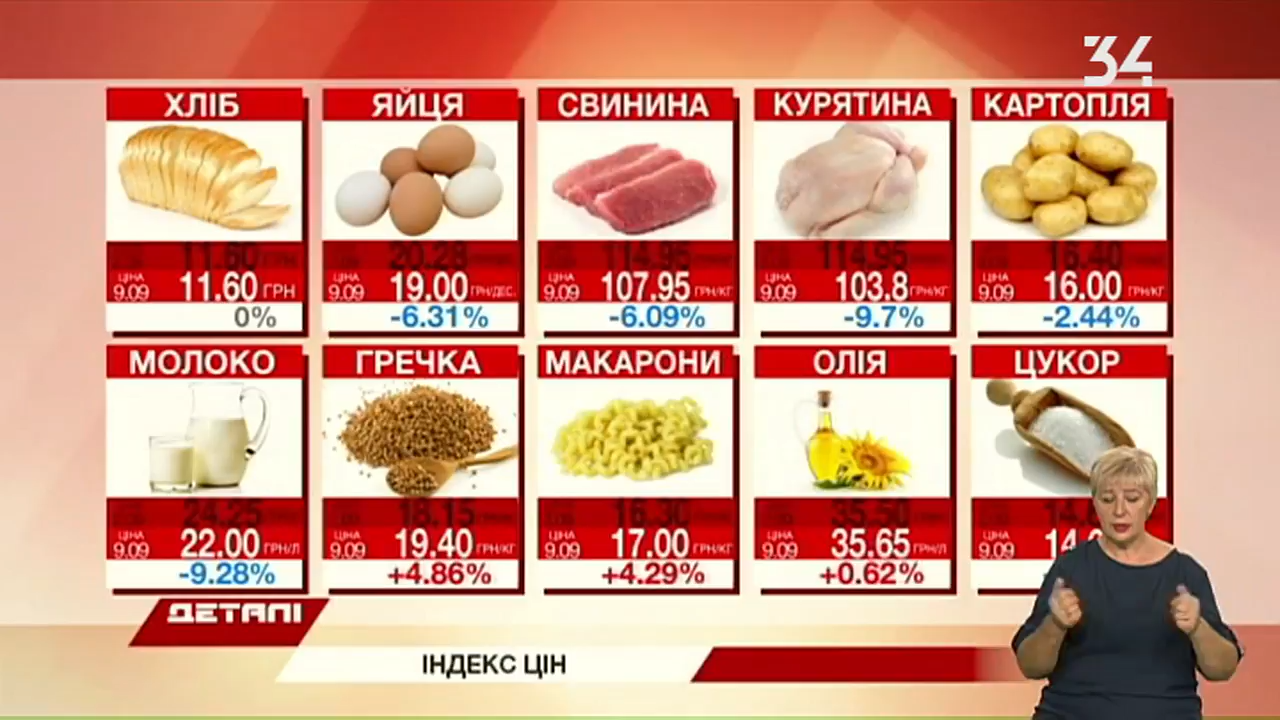 34
ХЛІБ
11.60 ГРН
ЦІНА 9.09 11.60 ГРН
0%
ЯЙЦЯ
20.28
ЦІНА 9.09 19.00 ГРН/ДЕС.
-6.31%
СВИНИНА
114.95
ЦІНА 9.09 107.95 ГРН/КГ
-6.09%
КУРЯТИНА
114.95
ЦІНА 9.09 103.8 ГРН/КГ
-9.7%
КАРТОПЛЯ
16.40
ЦІНА 9.09 16.00 ГРН/КГ
-2.44%
МОЛОКО
24.25
ЦІНА 9.09 22.00 ГРН/Л
-9.28%
ГРЕЧКА
ЦІНА 9.09 19.40 ГРН/КГ
+4.86%
МАКАРОНИ
16.30
ЦІНА 9.09 17.00 ГРН/КГ
+4.29%
ОЛІЯ
35.50
ЦІНА 9.09 35.65 ГРН/Л
+0.62%
ЦУКОР
ЦІНА 9.09
ДЕТАЛІ
ІНДЕКС ЦІН